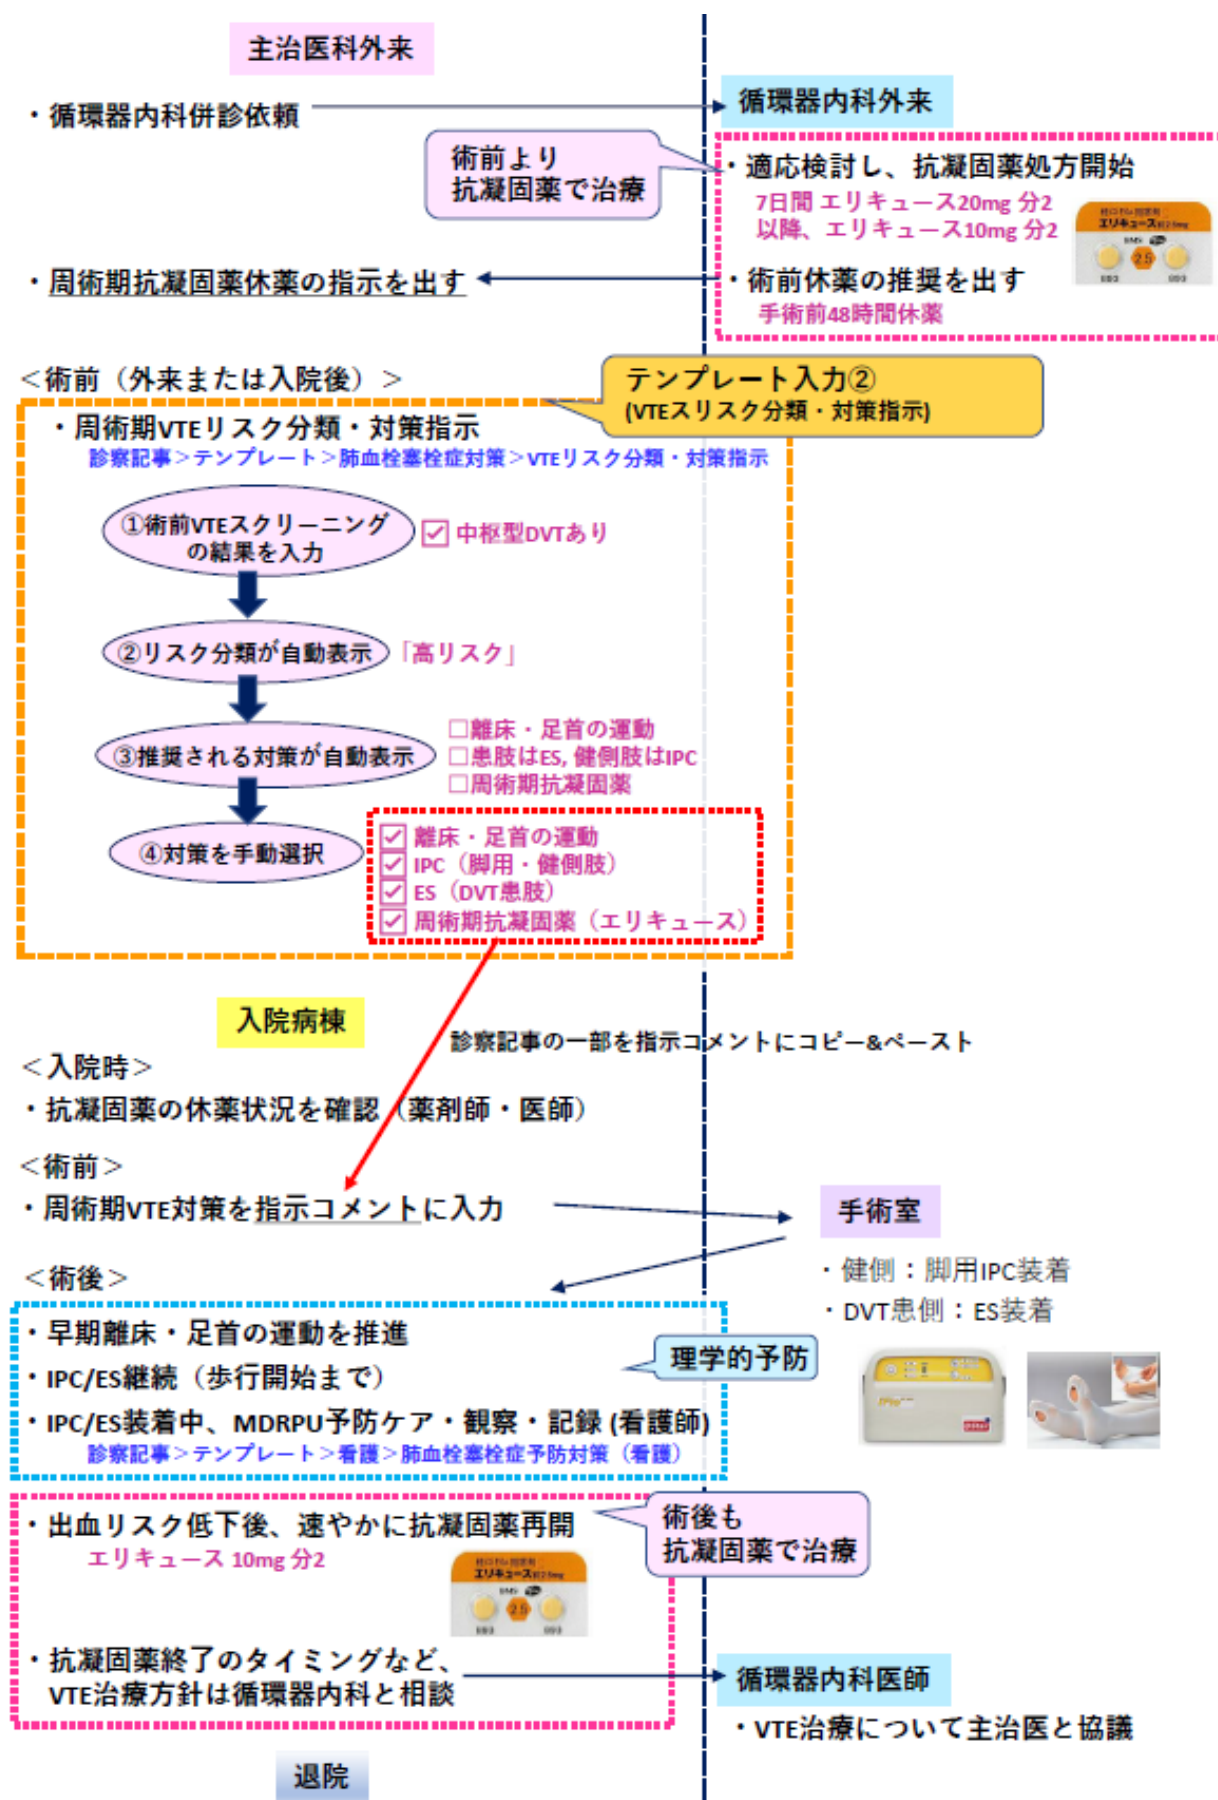 主治医科外来
・循環器内科併診依頼
循環器内科外来
術前より
抗凝固薬で治療
・適応検討し、抗凝固薬処方開始
7日間 エリキュース20mg 分2
以降、エリキュース10mg 分2
エリキュース
2.5
・周術期抗凝固薬休薬の指示を出す
・術前休薬の推奨を出す
手術前48時間休薬
＜術前（外来または入院後）＞
テンプレート入力②
(VTEスリスク分類・対策指示)
・周術期VTEリスク分類・対策指示
診察記事＞テンプレート＞肺血栓塞栓症対策＞VTEリスク分類・対策指示
①術前VTEスクリーニング
の結果を入力
☑ 中枢型DVTあり
②リスク分類が自動表示
「高リスク」
③推奨される対策が自動表示
□離床・足首の運動
□患肢はES, 健側肢はIPC
□周術期抗凝固薬
④対策を手動選択
☑ 離床・足首の運動
☑ IPC（脚用・健側肢）
☑ ES（DVT患肢）
☑ 周術期抗凝固薬（エリキュース）
入院病棟
診察記事の一部を指示コメントにコピー&ペースト
＜入院時＞
・抗凝固薬の休薬状況を確認（薬剤師・医師）
＜術前＞
・周術期VTE対策を指示コメントに入力
手術室
・健側：脚用IPC装着
・DVT患側：ES装着
＜術後＞
・早期離床・足首の運動を推進
・IPC/ES継続（歩行開始まで）
・IPC/ES装着中、MDRPU予防ケア・観察・記録 (看護師)
診察記事＞テンプレート＞看護＞肺血栓塞栓症予防対策（看護）
理学的予防
・出血リスク低下後、速やかに抗凝固薬再開
エリキュース 10mg 分2
術後も
抗凝固薬で治療
エリキュース
2.5
・抗凝固薬終了のタイミングなど、
VTE治療方針は循環器内科と相談
循環器内科医師
・VTE治療について主治医と協議
退院